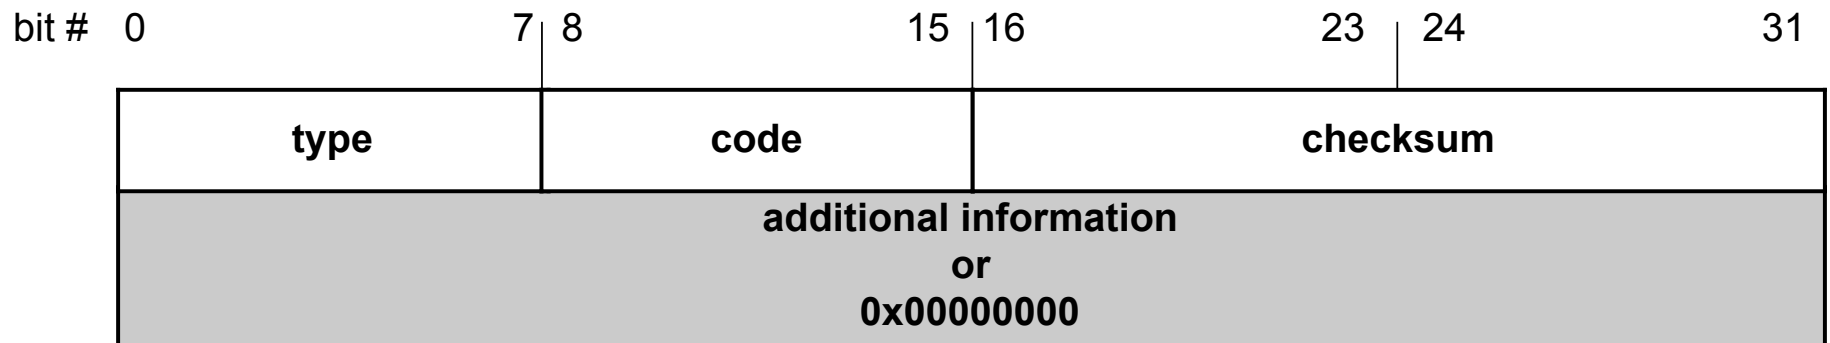 bit # 0 7 8 15 16 23 24 31
type code checksum
additional information
or
0x00000000